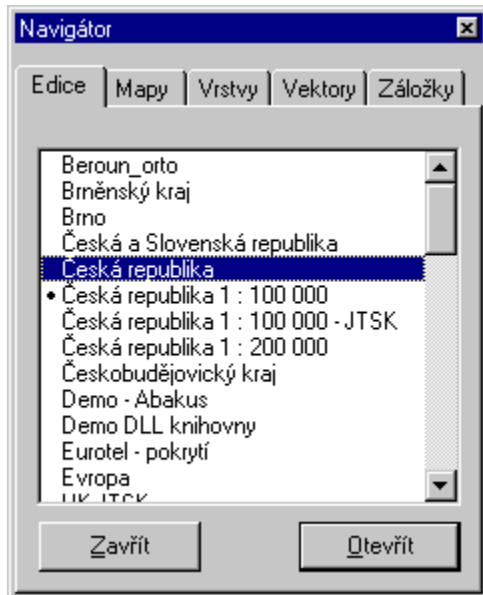 Navigátor
Edice Mapy Vrstvy Vektory Záložky
Beroun_orto
Brněnský kraj
Brno
Česká a Slovenská republika
Česká republika
• Česká republika 1 : 100 000
Česká republika 1 : 100 000 - JTSK
Česká republika 1 : 200 000
Českobudějovický kraj
Demo - Abakus
Demo DLL knihovny
Eurotel - pokrytí
Evropa
Zavřít Otevřít